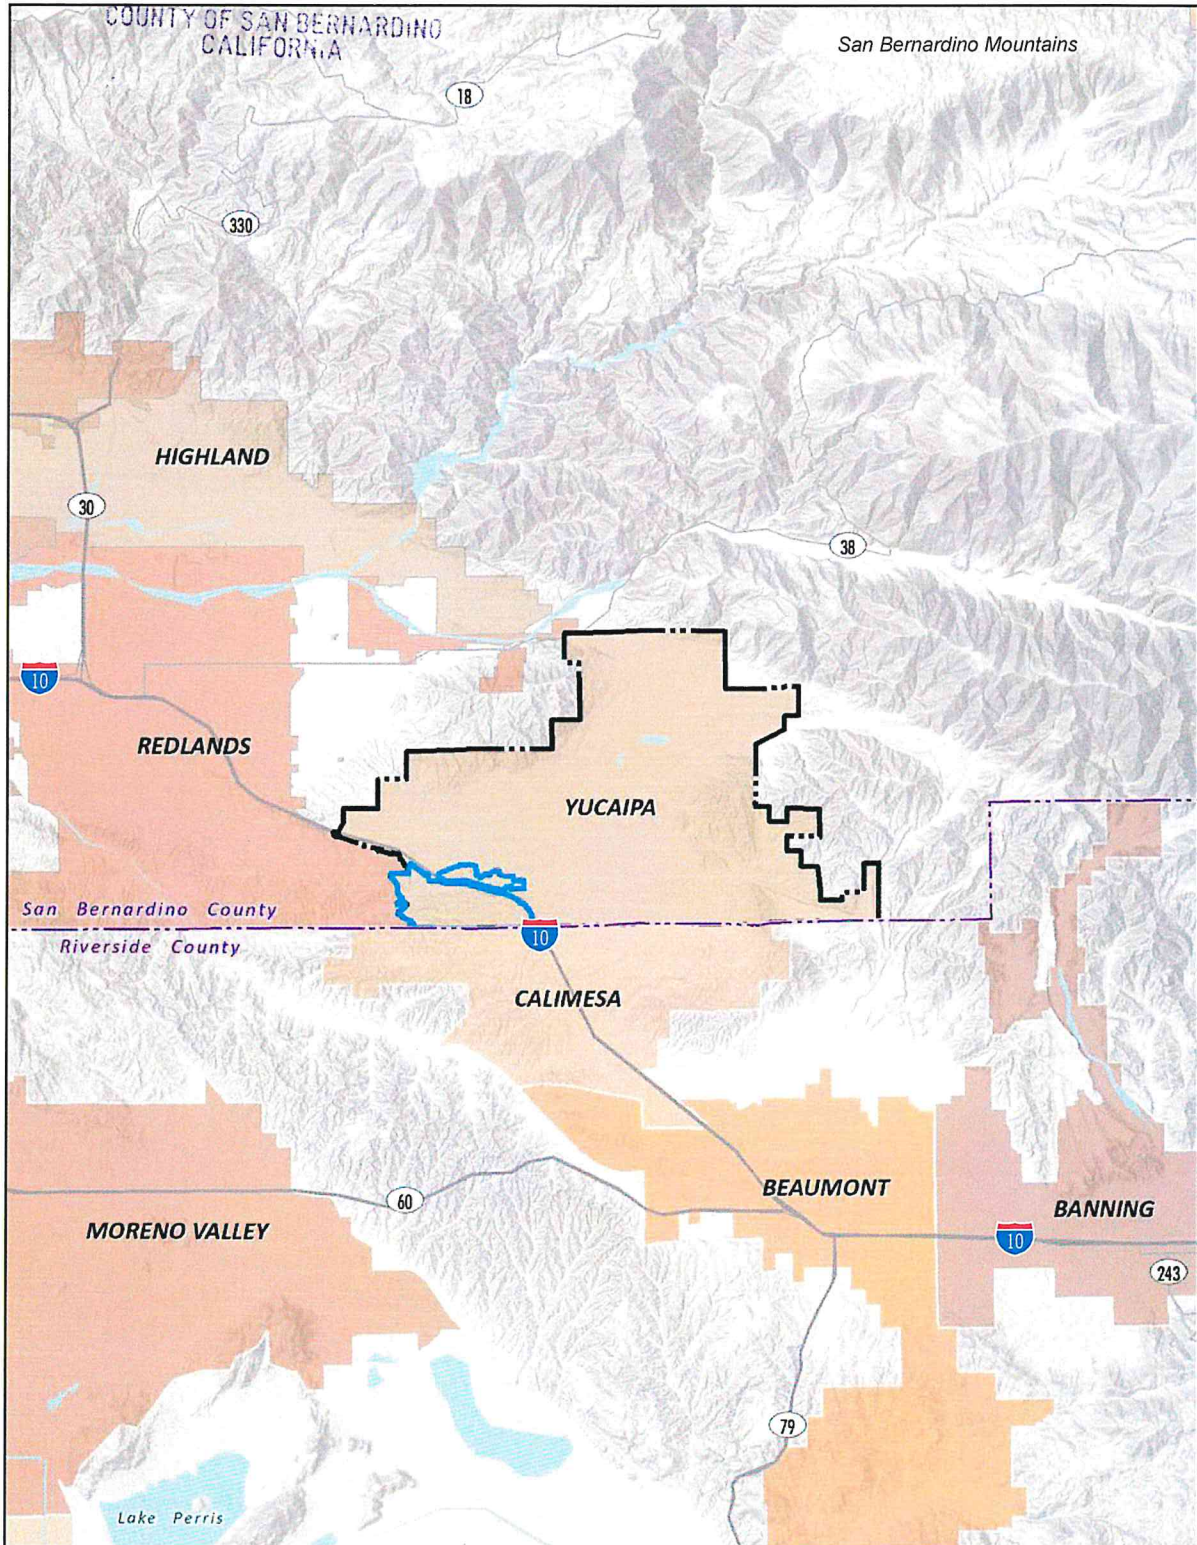 COUNTY OF SAN BERNARDINO
CALIFORNIA
San Bernardino Mountains
18
330
HIGHLAND
30
38
10
REDLANDS
YUCAIPA
San Bernardino County
Riverside County
10
CALIMESA
60
BEAUMONT
BANNING
MORENO VALLEY
10
243
79
Lake Perris